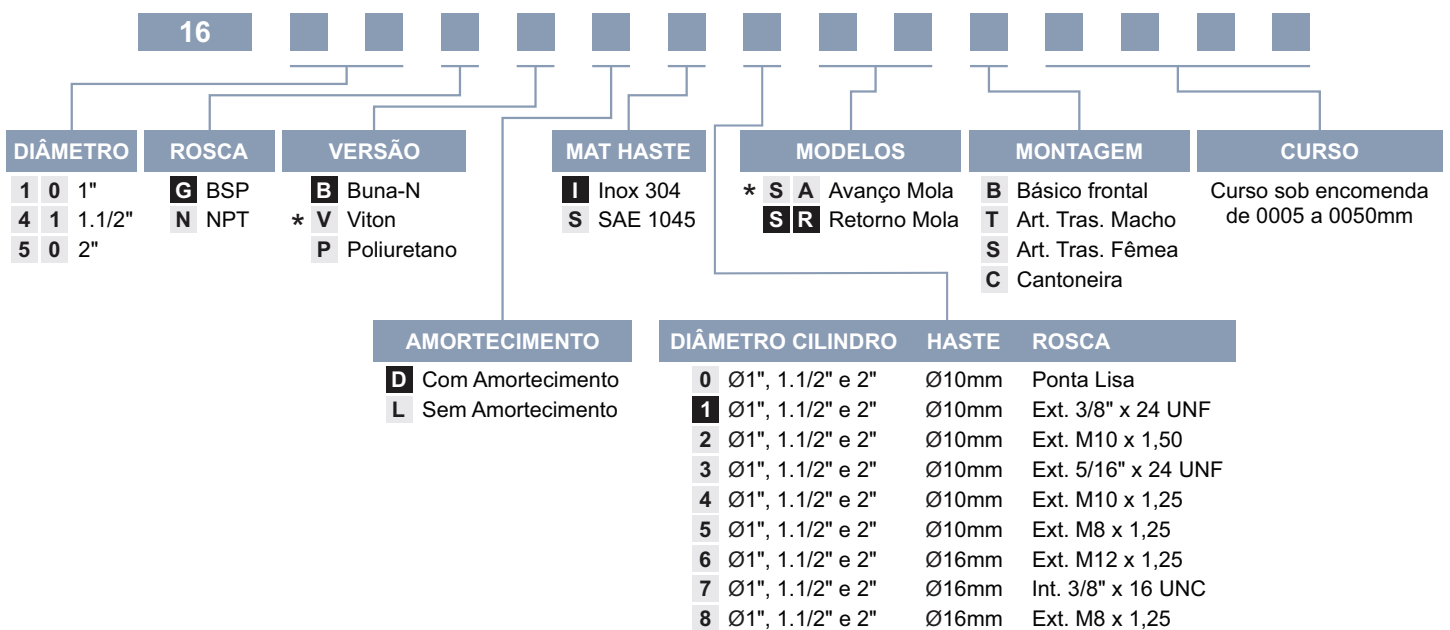 16
DIÂMETRO
1 0 1"
4 1 1.1/2"
5 0 2"
ROSCA
G BSP
N NPT
VERSÃO
B Buna-N
* V Viton
P Poliuretano
MAT HASTE
I Inox 304
S SAE 1045
MODELOS
* S A Avanço Mola
S R Retorno Mola
MONTAGEM
B Básico frontal
T Art. Tras. Macho
S Art. Tras. Fêmea
C Cantoneira
CURSO
Curso sob encomenda
de 0005 a 0050mm
AMORTECIMENTO
D Com Amortecimento
L Sem Amortecimento
DIÂMETRO CILINDRO HASTE ROSCA
0 Ø1", 1.1/2" e 2" Ø10mm Ponta Lisa
1 Ø1", 1.1/2" e 2" Ø10mm Ext. 3/8" x 24 UNF
2 Ø1", 1.1/2" e 2" Ø10mm Ext. M10 x 1,50
3 Ø1", 1.1/2" e 2" Ø10mm Ext. 5/16" x 24 UNF
4 Ø1", 1.1/2" e 2" Ø10mm Ext. M10 x 1,25
5 Ø1", 1.1/2" e 2" Ø10mm Ext. M8 x 1,25
6 Ø1", 1.1/2" e 2" Ø16mm Ext. M12 x 1,25
7 Ø1", 1.1/2" e 2" Ø16mm Int. 3/8" x 16 UNC
8 Ø1", 1.1/2" e 2" Ø16mm Ext. M8 x 1,25